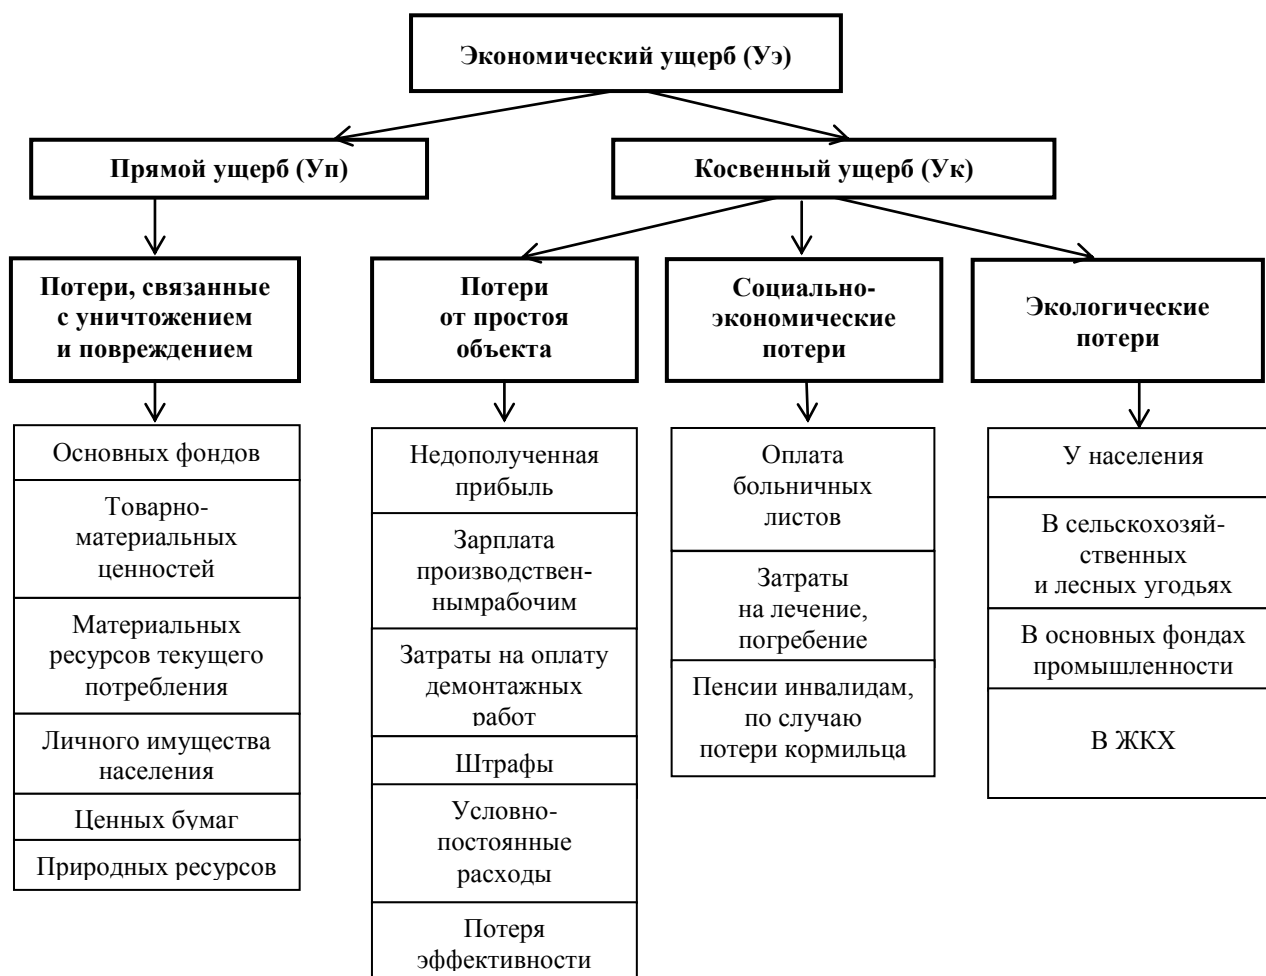 Экономический ущерб (Уэ)
Прямой ущерб (Уп)
Косвенный ущерб (Ук)
Потери, связанные
с уничтожением
и повреждением
Потери
от простоя
объекта
Социально-
экономические
потери
Экологические
потери
Основных фондов
Товарно-
материальных
ценностей
Материальных
ресурсов текущего
потребления
Личного имущества
населения
Ценных бумаг
Природных ресурсов
Недополученная
прибыль
Зарплата
производствен-
нымрабочим
Затраты на оплату
демонтажных
работ
Штрафы
Условно-
постоянные
расходы
Потеря
эффективности
Оплата
больничных
листов
Затраты
на лечение,
погребение
Пенсии инвалидам,
по случаю
потери кормильца
У населения
В сельскохозяй-
ственных
и лесных угодьях
В основных фондах
промышленности
В ЖКХ